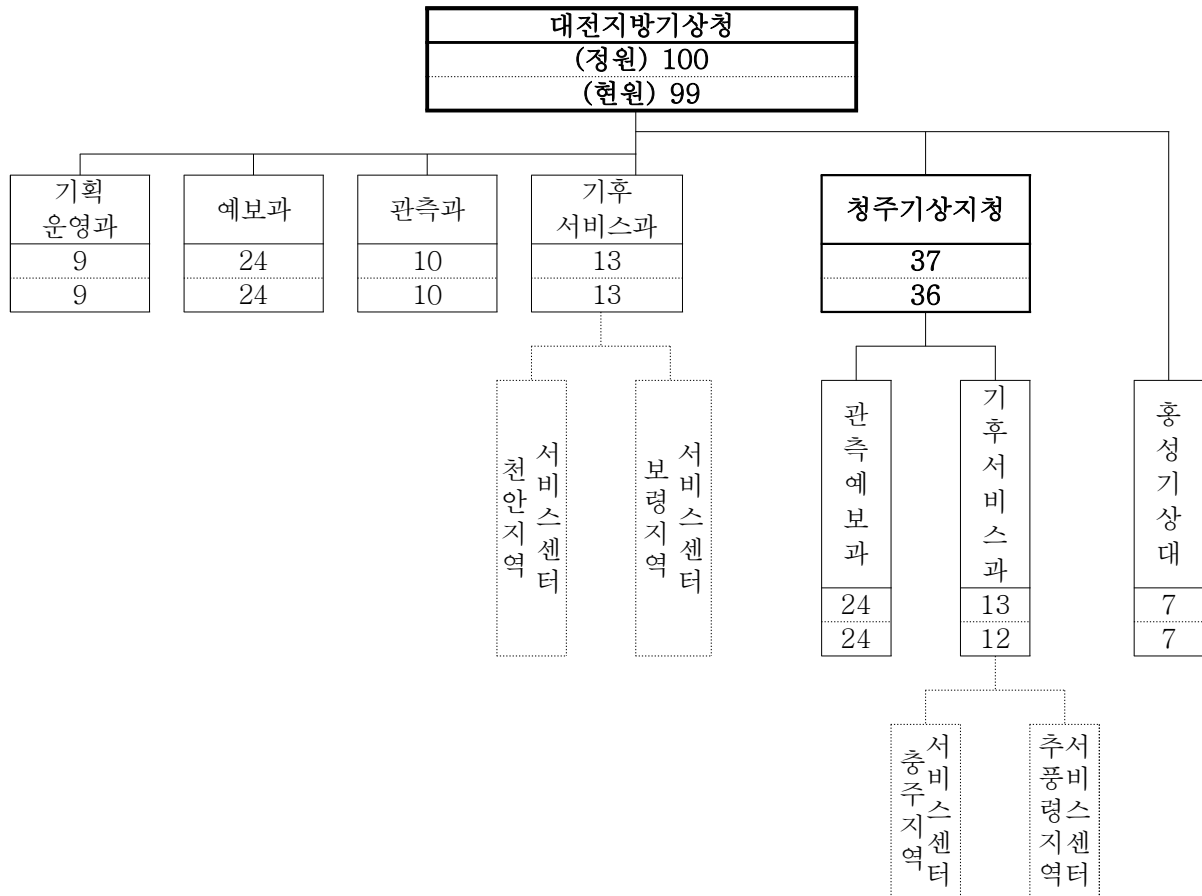 대전지방기상청
(정원) 100
(현원) 99
기획
운영과
9
9
예보과
24
24
관측과
10
10
기후
서비스과
13
13
청주기상지청
37
36
천안지역
서비스센터
보령지역
서비스센터
관측예보과
24
24
기후서비스과
13
12
홍성기상대
7
7
충주지역
서비스센터
추풍령지역
서비스센터